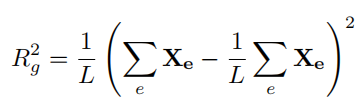 R_g^2 = \frac{1}{L} \left( \sum_e \mathbf{X_e} - \frac{1}{L} \sum_e \mathbf{X_e} \right)^2